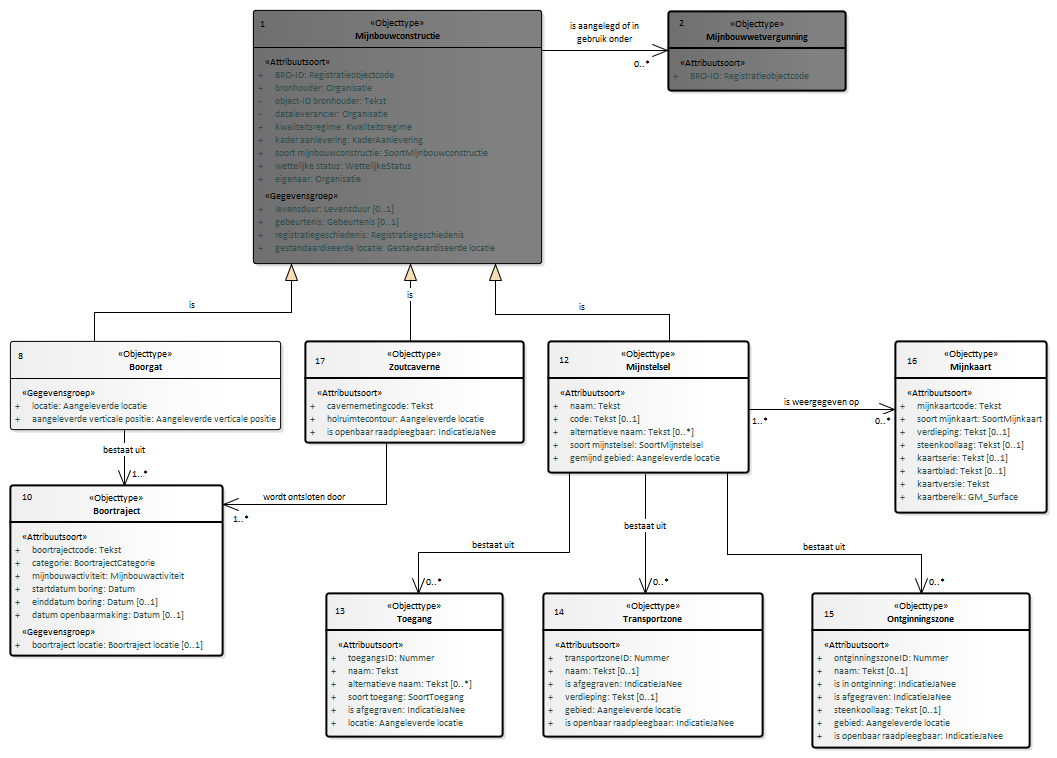 1
«Objecttype»
Mijnbouwconstructie
«Attribuutsoort»
+ BRO-ID: Registratieobjectcode
+ bronhouder: Organisatie
- object-ID bronhouder: Tekst
- dataleverancier: Organisatie
+ kwaliteitsregime: Kwaliteitsregime
+ kader aanlevering: KaderAanlevering
+ soort mijnbouwconstructie: SoortMijnbouwconstructie
+ wettelijke status: WettelijkeStatus
+ eigenaar: Organisatie
«Gegevensgroep»
+ levensduur: Levensduur [0..1]
+ gebeurtenis: Gebeurtenis [0..1]
+ registratiegeschiedenis: Registratiegeschiedenis
+ gestandaardiseerde locatie: Gestandaardiseerde locatie
is aangelegd of in
gebruik onder
0..*
2
«Objecttype»
Mijnbouwwetvergunning
«Attribuutsoort»
+ BRO-ID: Registratieobjectcode
is
is
is
8
«Objecttype»
Boorgat
«Gegevensgroep»
+ locatie: Aangeleverde locatie
+ aangeleverde verticale positie: Aangeleverde verticale positie
17
«Objecttype»
Zoutcaverne
«Attribuutsoort»
+ cavernemetingcode: Tekst
+ holruimtecontour: Aangeleverde locatie
+ is openbaar raadpleegbaar: IndicatieJaNee
12
«Objecttype»
Mijnstelsel
«Attribuutsoort»
+ naam: Tekst
+ code: Tekst [0..1]
+ alternatieve naam: Tekst [0..*]
+ soort mijnstelsel: SoortMijnstelsel
+ gemijnd gebied: Aangeleverde locatie
is weergegeven op
1..*
0..*
16
«Objecttype»
Mijnkaart
«Attribuutsoort»
+ mijnkaartcode: Tekst
+ soort mijnkaart: SoortMijnkaart
+ verdieping: Tekst [0..1]
+ steenkoollaag: Tekst [0..1]
+ kaartserie: Tekst [0..1]
+ kaartblad: Tekst [0..1]
+ kaartversie: Tekst
+ kaartbereik: GM_Surface
bestaat uit
1..*
wordt ontsloten door
1..*
10
«Objecttype»
Boortraject
«Attribuutsoort»
+ boortrajectcode: Tekst
+ categorie: BoortrajectCategorie
+ mijnbouwactiviteit: Mijnbouwactiviteit
+ startdatum boring: Datum
+ einddatum boring: Datum [0..1]
+ datum openbaarmaking: Datum [0..1]
«Gegevensgroep»
+ boortraject locatie: Boortraject locatie [0..1]
bestaat uit
0..*
bestaat uit
0..*
bestaat uit
0..*
13
«Objecttype»
Toegang
«Attribuutsoort»
+ toegangsID: Nummer
+ naam: Tekst
+ alternatieve naam: Tekst [0..*]
+ soort toegang: SoortToegang
+ is afgegraven: IndicatieJaNee
+ locatie: Aangeleverde locatie
14
«Objecttype»
Transportzone
«Attribuutsoort»
+ transportzoneID: Nummer
+ naam: Tekst [0..1]
+ is afgegraven: IndicatieJaNee
+ verdieping: Tekst [0..1]
+ gebied: Aangeleverde locatie
+ is openbaar raadpleegbaar: IndicatieJaNee
15
«Objecttype»
Ontginningszone
«Attribuutsoort»
+ ontginningszoneID: Nummer
+ naam: Tekst [0..1]
+ is in ontginning: IndicatieJaNee
+ is afgegraven: IndicatieJaNee
+ steenkoollaag: Tekst [0..1]
+ gebied: Aangeleverde locatie
+ is openbaar raadpleegbaar: IndicatieJaNee